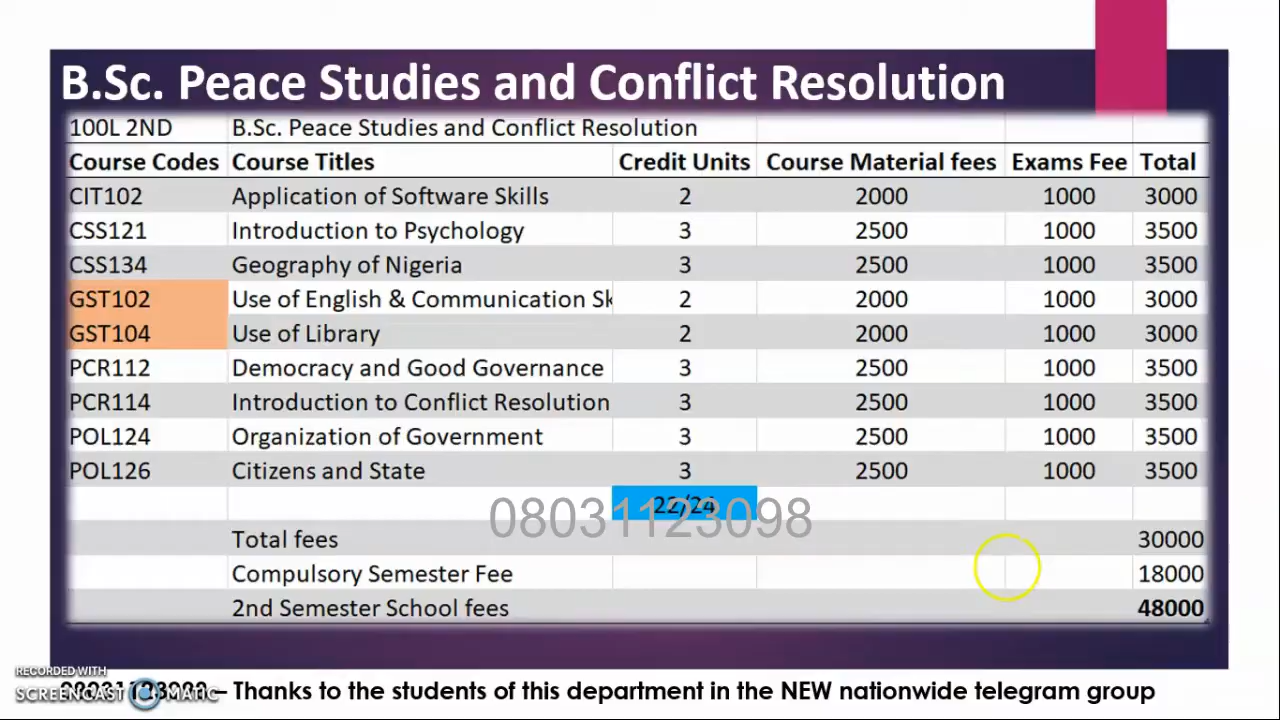 B.Sc. Peace Studies and Conflict Resolution
100L 2ND B.Sc. Peace Studies and Conflict Resolution
Course Codes Course Titles Credit Units Course Material fees Exams Fee Total
CIT102 Application of Software Skills 2 2000 1000 3000
CSS121 Introduction to Psychology 3 2500 1000 3500
CSS134 Geography of Nigeria 3 2500 1000 3500
GST102 Use of English & Communication Sk 2 2000 1000 3000
GST104 Use of Library 2 2000 1000 3000
PCR112 Democracy and Good Governance 3 2500 1000 3500
PCR114 Introduction to Conflict Resolution 3 2500 1000 3500
POL124 Organization of Government 3 2500 1000 3500
POL126 Citizens and State 3 2500 1000 3500
22/24
08031123098
Total fees 30000
Compulsory Semester Fee 18000
2nd Semester School fees 48000
RECORDED WITH
SCREENCAST MATIC
– Thanks to the students of this department in the NEW nationwide telegram group